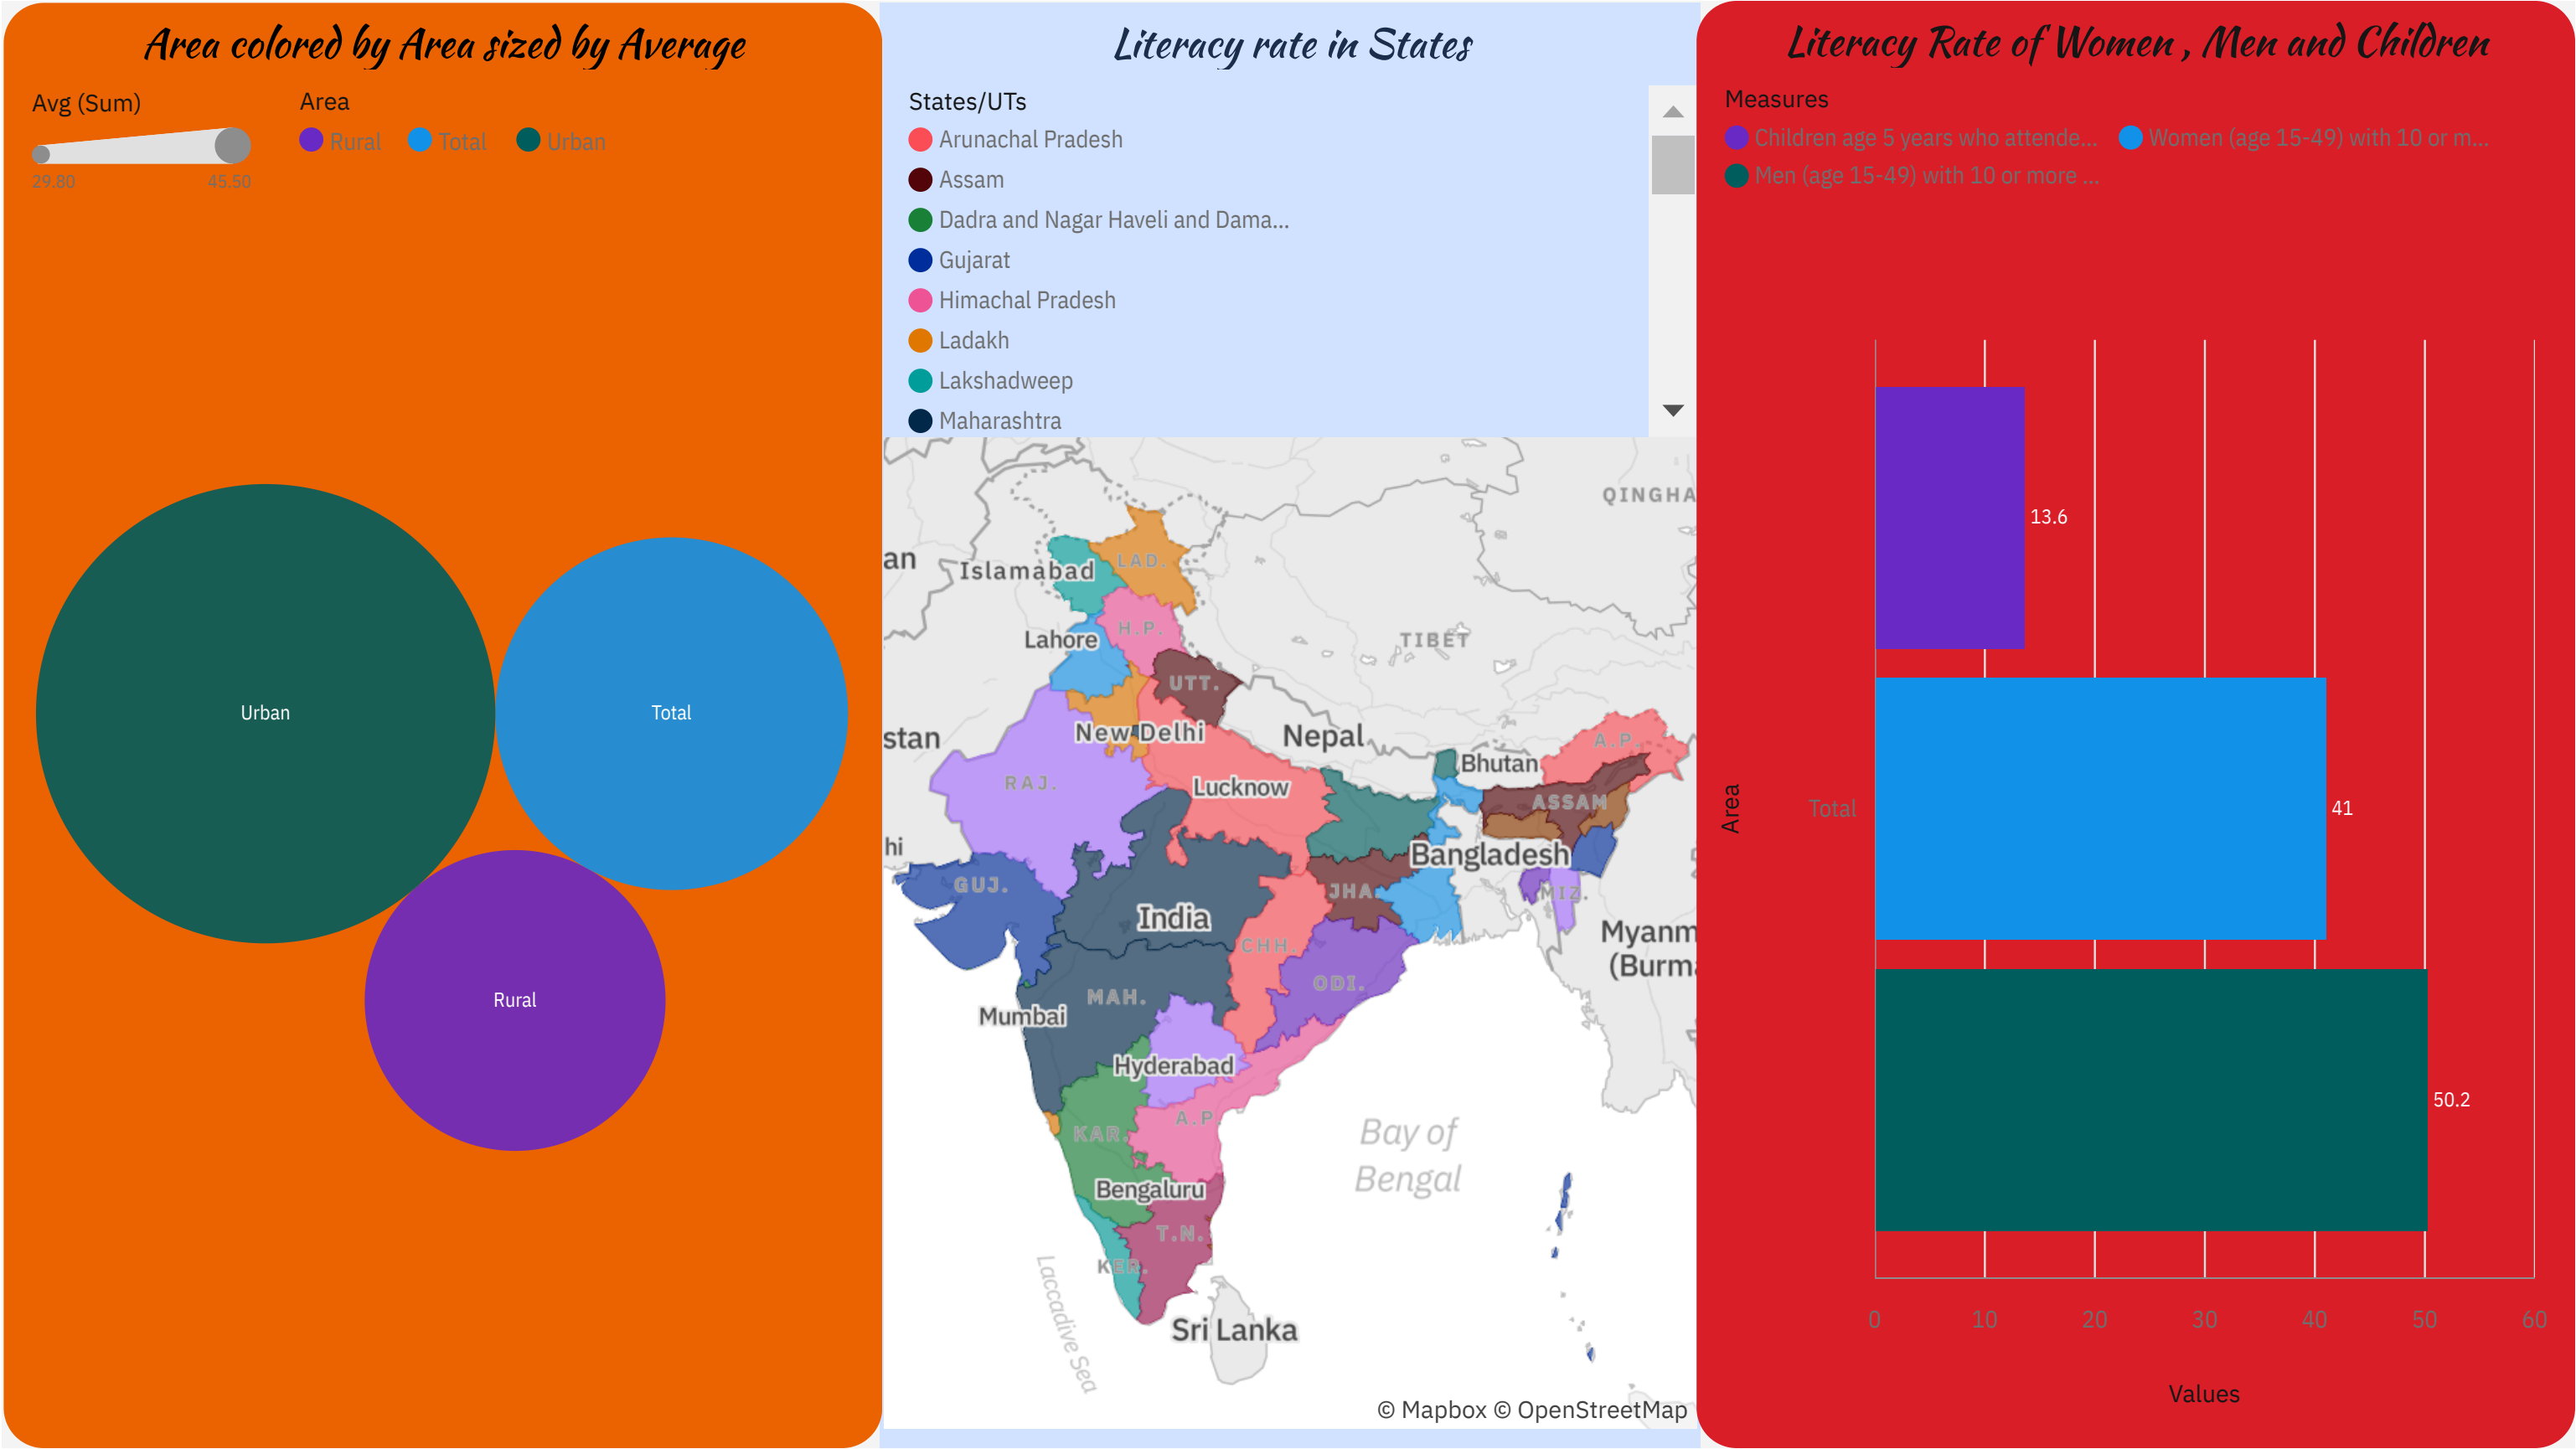 Area colored by Area sized by Average
Avg (Sum)
29.80
45.50
Area
Rural
Total
Urban
Urban
Total
Rural
Literacy rate in States
States/UTs
Arunachal Pradesh
Assam
Dadra and Nagar Haveli and Dama...
Gujarat
Himachal Pradesh
Ladakh
Lakshadweep
Maharashtra
QINGHA
an
Islamabad
LAD.
Lahore
H.P.
TIBET
UTT.
stan
New Delhi
Nepal
A.P.
Bhutan
RAJ.
Lucknow
ASSAM
hi
Bangladesh
GUJ.
JHA
MIZ.
India
CHH.
Myanm
(Burma
ODI.
MAH.
Mumbai
Hyderabad
A.P
KAR.
Bay of
Bengal
Bengaluru
T.N.
KER.
Laccadive Sea
Sri Lanka
© Mapbox © OpenStreetMap
Literacy Rate of Women , Men and Children
Measures
Children age 5 years who attende...
Women (age 15-49) with 10 or m...
Men (age 15-49) with 10 or more ...
13.6
Area
Total
41
50.2
0 10 20 30 40 50 60
Values